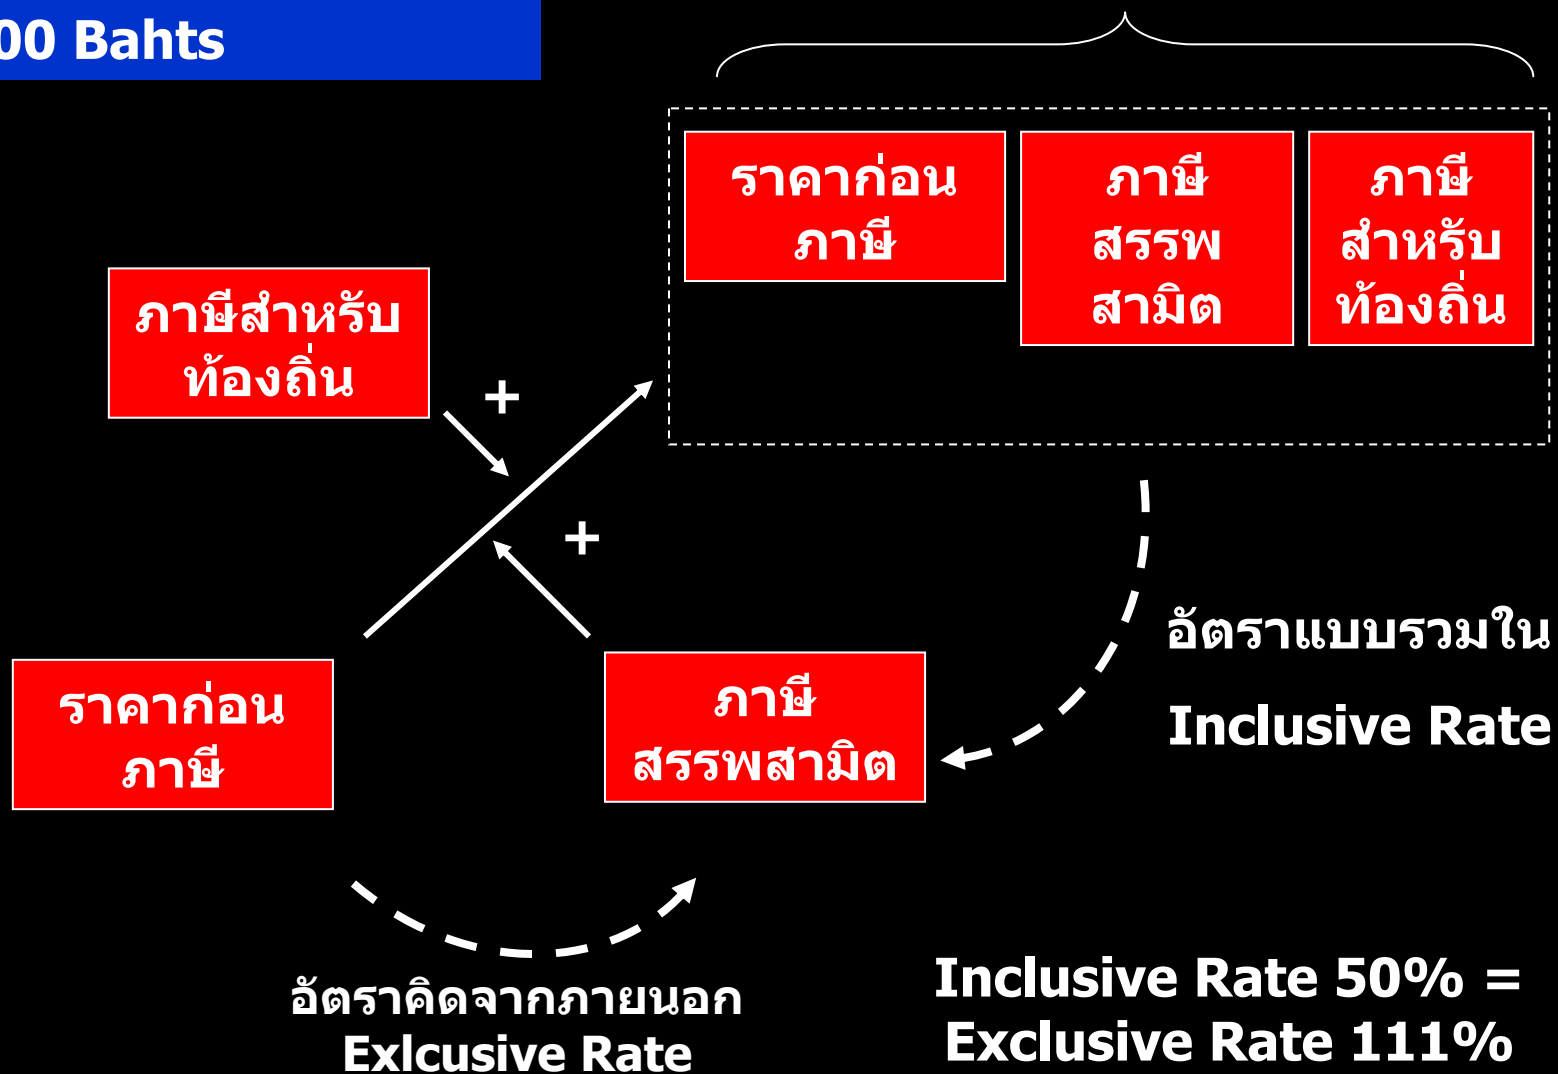 00 Bahts
ราคาก่อน
ภาษี
ภาษี
สรรพ
สามิต
ภาษี
สำหรับ
ท้องถิ่น
ภาษีสำหรับ
ท้องถิ่น
+
+
ราคาก่อน
ภาษี
ภาษี
สรรพสามิต
อัตราแบบรวมใน
Inclusive Rate
อัตราคิดจากภายนอก
Exlcusive Rate
Inclusive Rate 50% =
Exclusive Rate 111%